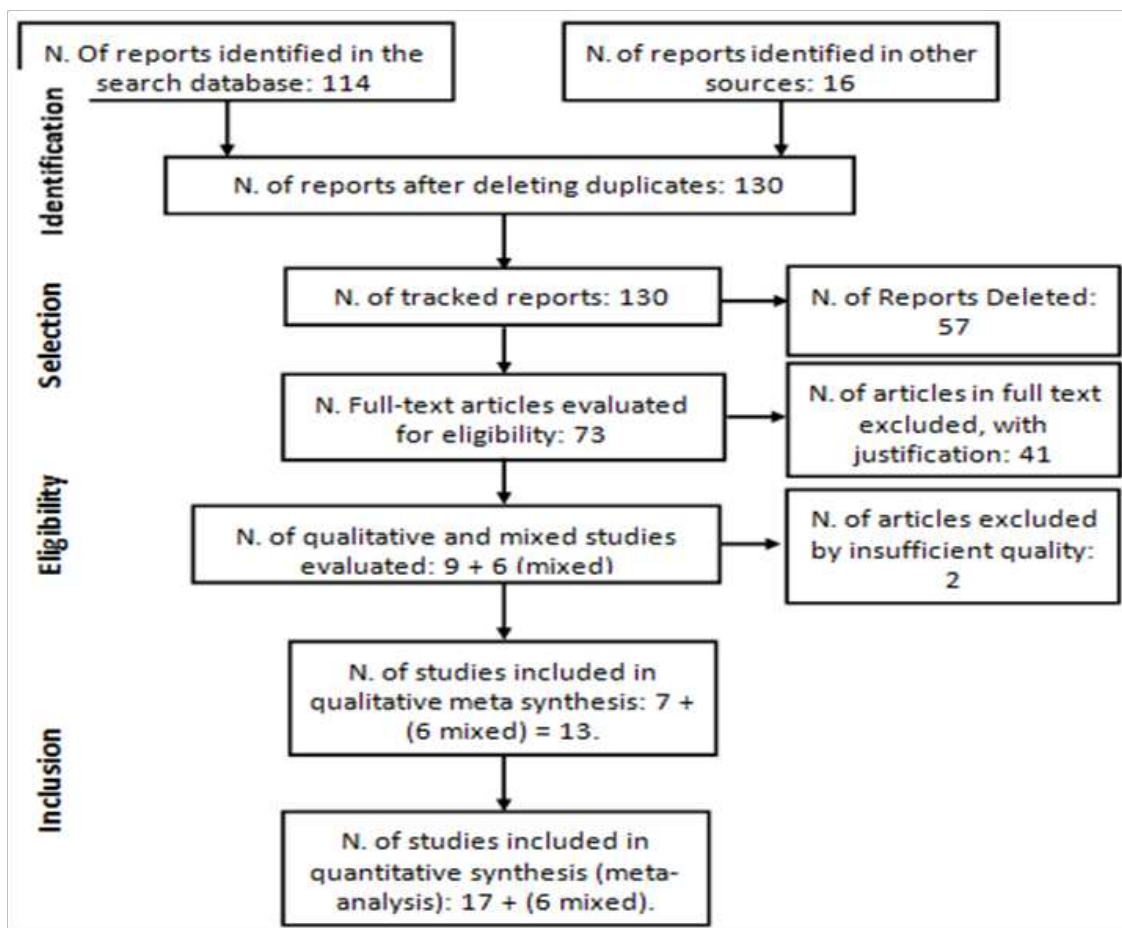 N. Of reports identified in the
search database: 114
N. of reports identified in other
sources: 16
Identification
N. of reports after deleting duplicates: 130
Selection
N. of tracked reports: 130
N. of Reports Deleted:
57
N. Full-text articles evaluated
for eligibility: 73
N. of articles in full text
excluded, with
justification: 41
Eligibility
N. of qualitative and mixed studies
evaluated: 9 + 6 (mixed)
N. of articles excluded
by insufficient quality:
2
Inclusion
N. of studies included in
qualitative meta synthesis: 7 +
(6 mixed) = 13.
N. of studies included in
quantitative synthesis (meta-
analysis): 17 + (6 mixed).